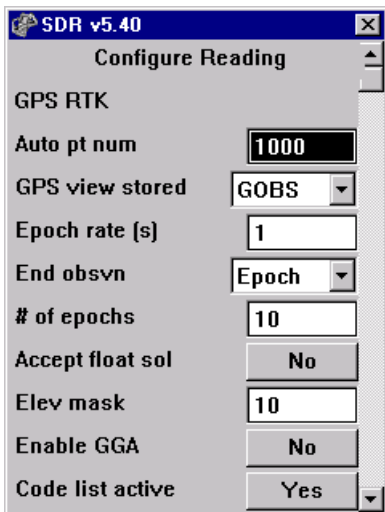 SDR v5.40
Configure Reading
GPS RTK
Auto pt num 1000
GPS view stored GOBS
Epoch rate (s) 1
End obsvn Epoch
# of epochs 10
Accept float sol No
Elev mask 10
Enable GGA No
Code list active Yes